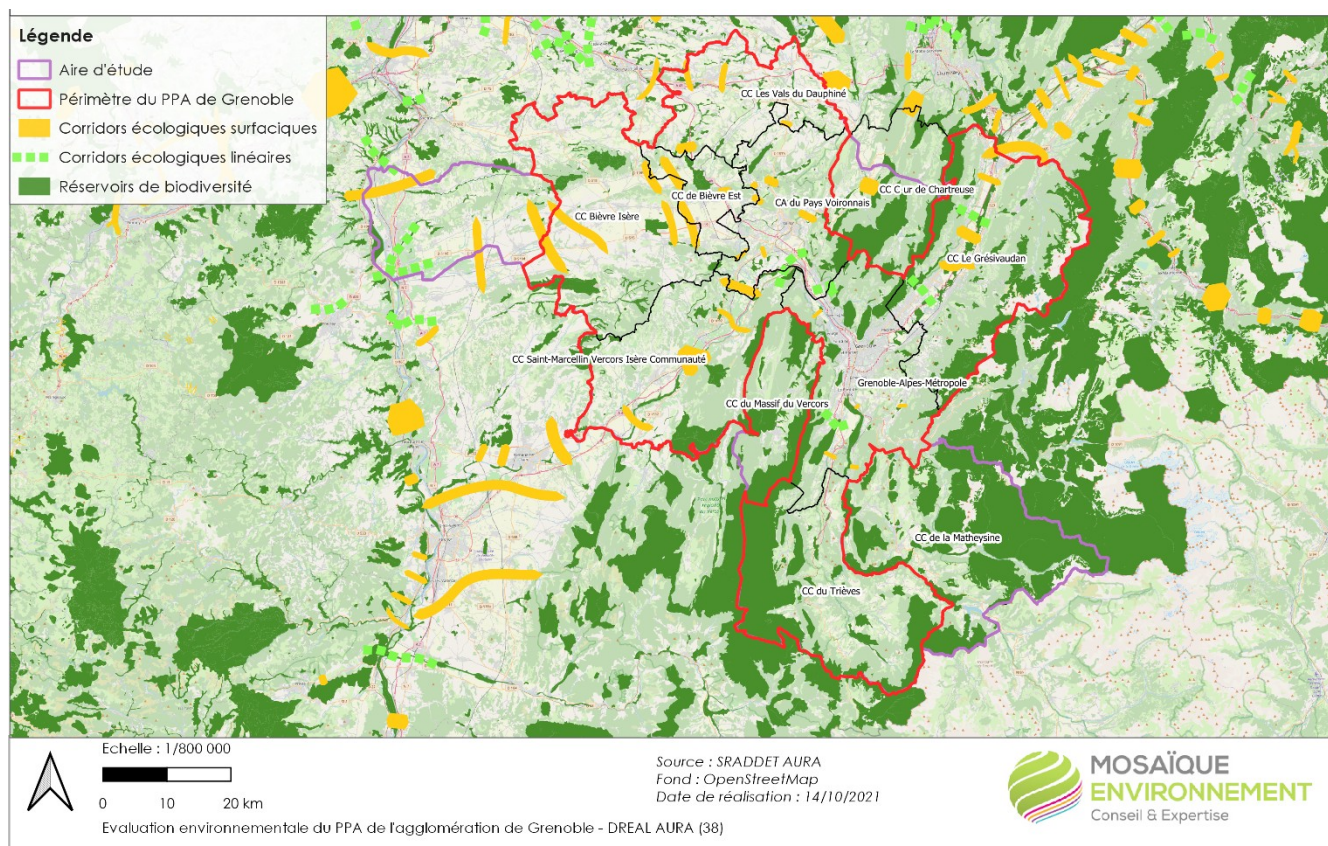 Légende
Aire d'étude
Périmètre du PPA de Grenoble
Corridors écologiques surfaciques
Corridors écologiques linéaires
Réservoirs de biodiversité
CC Les Vals du Dauphiné
CC de Bièvre Est
CC C ur de Chartreuse
CA du Pays Voironnais
CC Bièvre Isère
CC Le Grésivaudan
CC Saint-Marcellin Vercors Isère Communauté
Grenoble-Alpes-Métropole
CC du Massif du Vercors
CC de la Matheysine
CC du Trièves
Echelle : 1/800 000
0 10 20 km
Source : SRADDET AURA
Fond : OpenStreetMap
Date de réalisation : 14/10/2021
Evaluation environnementale du PPA de l'agglomération de Grenoble - DREAL AURA (38)
MOSAÏQUE
ENVIRONNEMENT
Conseil & Expertise